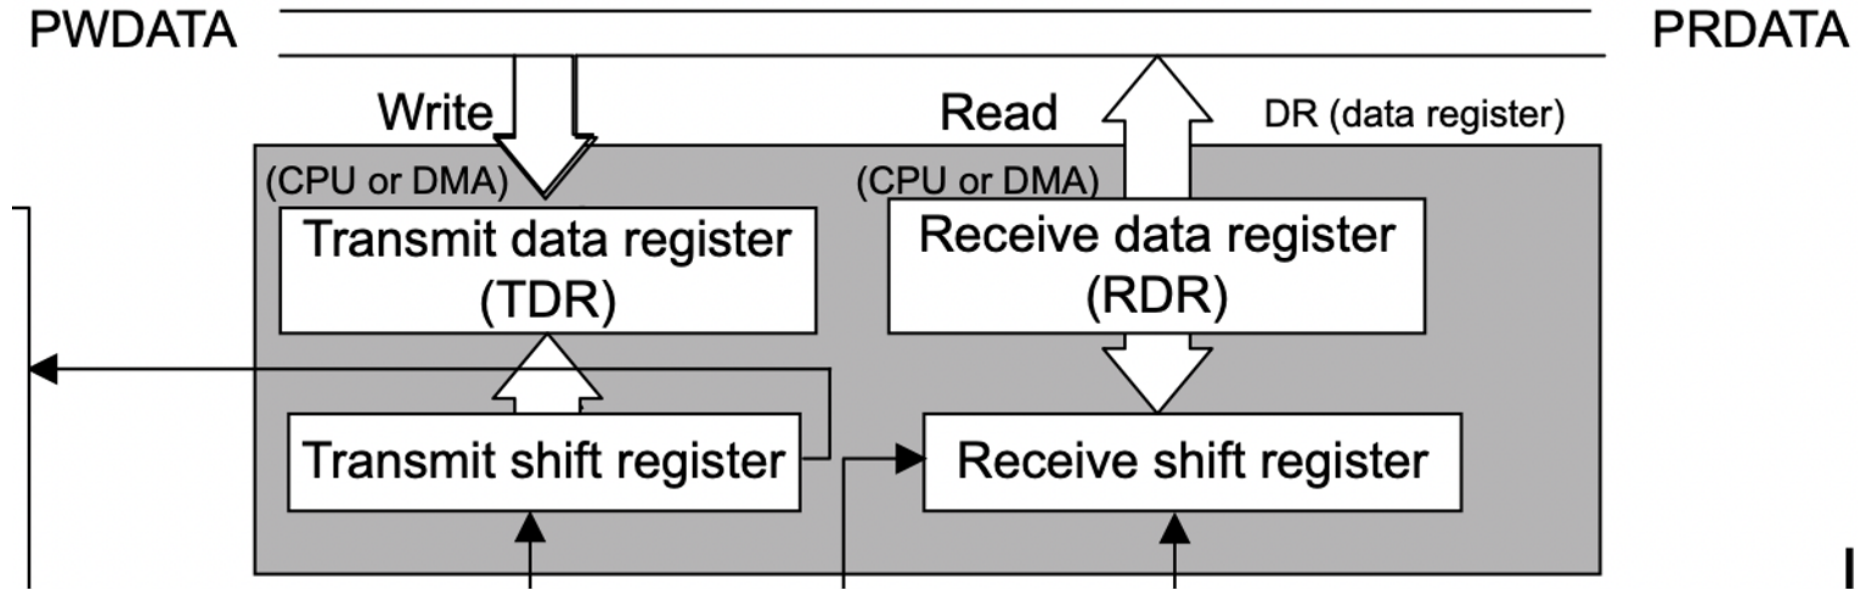 PWDATA
PRDATA
Write
Read
DR (data register)
(CPU or DMA)
(CPU or DMA)
Transmit data register
(TDR)
Receive data register
(RDR)
Transmit shift register
Receive shift register